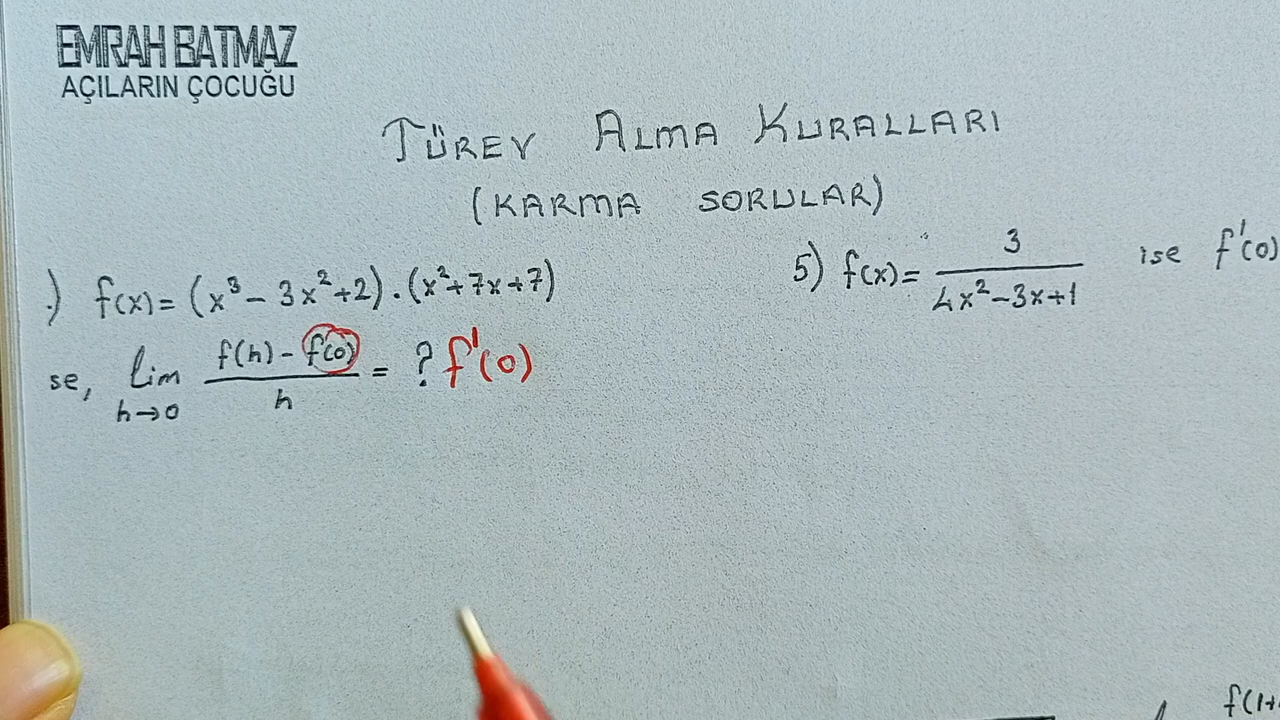 EMRAH BATMAZ
AÇILARIN ÇOCUĞU
TÜREV ALMA KURALLARI
(KARMA SORULAR)
.) f(x) = (x³ - 3x² + 2) . (x² + 7x + 7)
se, lim h→0 (f(h) - f(0))/h = ? f'(0)
5) f(x) = 3/(4x² - 3x + 1) ise f'(0)
f(1+